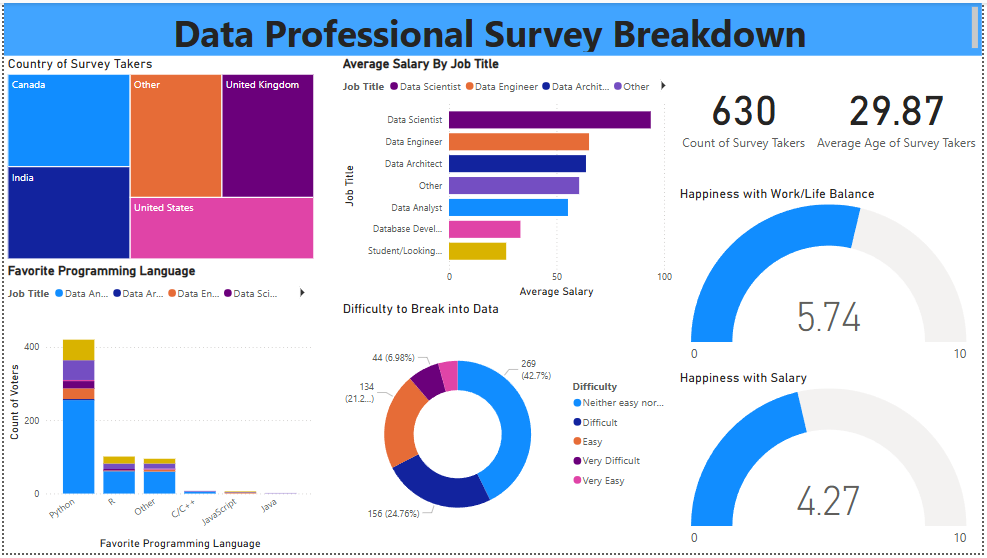 Data Professional Survey Breakdown
Country of Survey Takers
Canada
Other
United Kingdom
India
United States
Average Salary By Job Title
Job Title Data Scientist Data Engineer Data Archit... Other
Job Title
Data Scientist
Data Engineer
Data Architect
Other
Data Analyst
Database Devel...
Student/Looking...
0 50 100
Average Salary
630
Count of Survey Takers
29.87
Average Age of Survey Takers
Happiness with Work/Life Balance
5.74
0 10
Favorite Programming Language
Job Title Data An... Data Ar... Data En... Data Sci...
Count of Voters
400
200
0
Python R Other C/C++ JavaScript Java
Favorite Programming Language
Difficulty to Break into Data
44 (6.98%)
269
(42.7%)
134
(21.2...)
156 (24.76%)
Difficulty
Neither easy nor...
Difficult
Easy
Very Difficult
Very Easy
Happiness with Salary
4.27
0 10